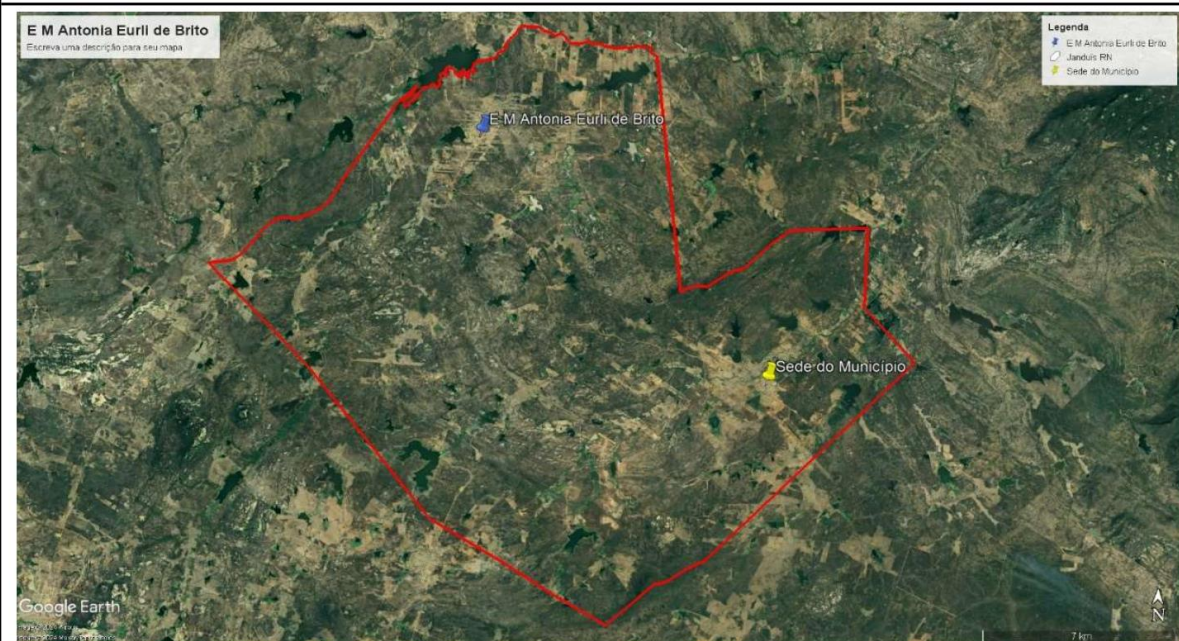 E M Antonia Eurli de Brito
Escreva uma descrição para seu mapa
Legenda
E M Antonia Eurli de Brito
Janduís RN
Sede do Município
E M Antonia Eurli de Brito
Sede do Município
Google Earth
N
7 km